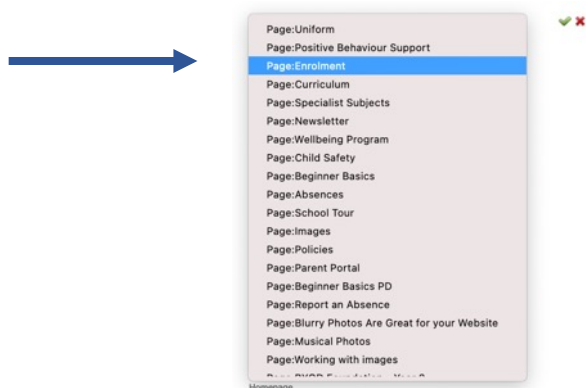 Page:Uniform
Page:Positive Behaviour Support
Page:Enrolment
Page:Curriculum
Page:Specialist Subjects
Page:Newsletter
Page:Wellbeing Program
Page:Child Safety
Page:Beginner Basics
Page:Absences
Page:School Tour
Page:Images
Page:Policies
Page:Parent Portal
Page:Beginner Basics PD
Page:Report an Absence
Page:Blurry Photos Are Great for your Website
Page:Musical Photos
Page:Working with images
Homepage